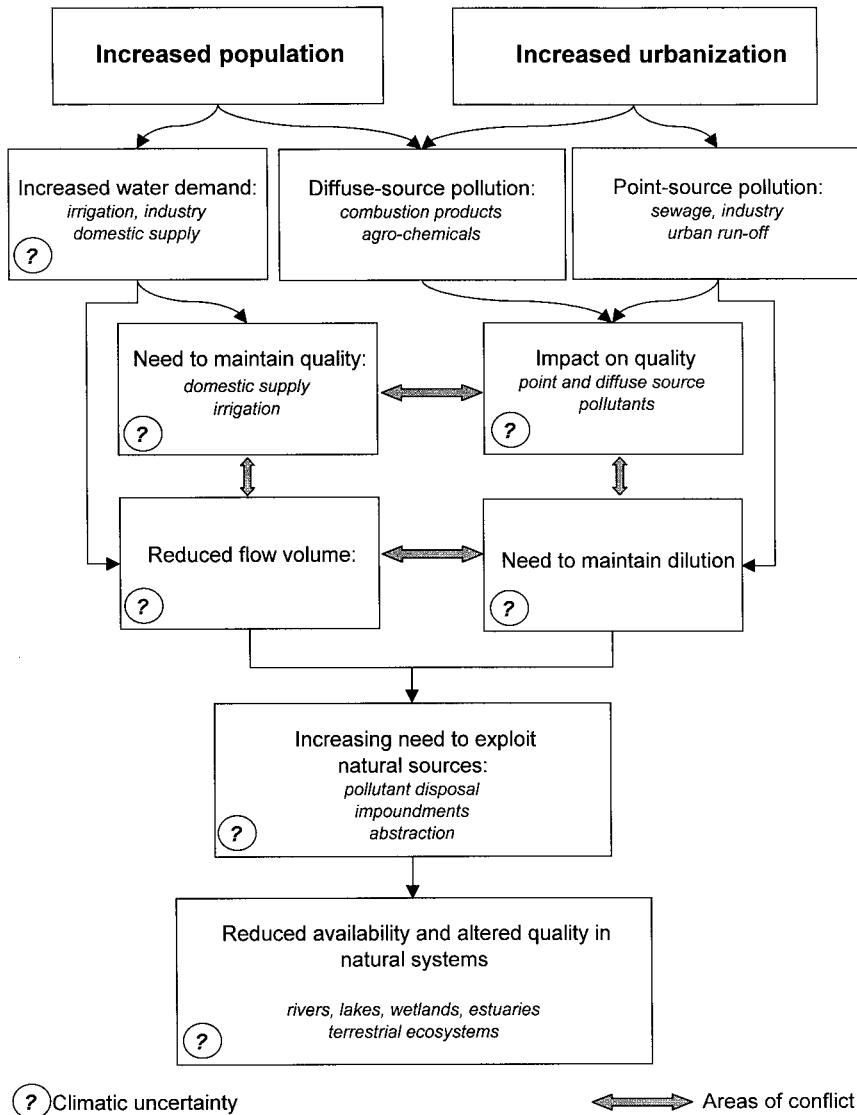 Increased population
Increased urbanization
Increased water demand:
irrigation, industry
domestic supply
?
Diffuse-source pollution:
combustion products
agro-chemicals
Point-source pollution:
sewage, industry
urban run-off
Need to maintain quality:
domestic supply
irrigation
?
Impact on quality
point and diffuse source
pollutants
?
Reduced flow volume:
?
Need to maintain dilution
?
Increasing need to exploit
natural sources:
pollutant disposal
impoundments
abstraction
?
Reduced availability and altered quality in
natural systems
rivers, lakes, wetlands, estuaries
terrestrial ecosystems
?
? Climatic uncertainty
Areas of conflict